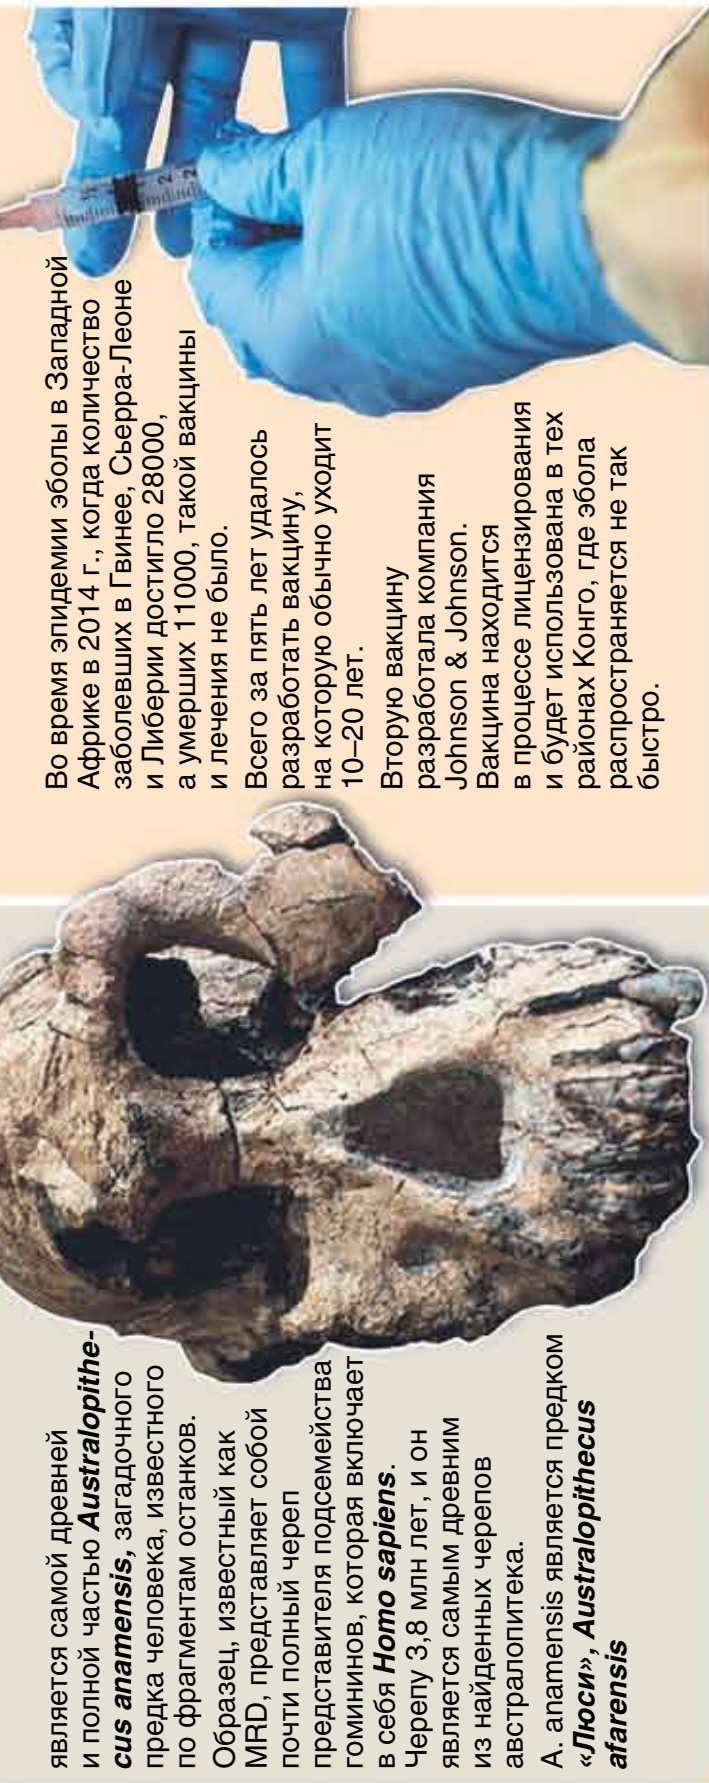 является самой древней
и полной частью Australopithe-
cus anamensis, загадочного
предка человека, известного
по фрагментам останков.
Образец, известный как
MRD, представляет собой
почти полный череп
представителя подсемейства
гомининов, которая включает
в себя Homo sapiens.
Черепу 3,8 млн лет, и он
является самым древним
из найденных черепов
австралопитека.
A. anamensis является предком
«Люси», Australopithecus
afarensis
Во время эпидемии эболы в Западной
Африке в 2014 г., когда количество
заболевших в Гвинее, Сьерра-Леоне
и Либерии достигло 28000,
а умерших 11000, такой вакцины
и лечения не было.
Всего за пять лет удалось
разработать вакцину,
на которую обычно уходит
10–20 лет.
Вторую вакцину
разработала компания
Johnson & Johnson.
Вакцина находится
в процессе лицензирования
и будет использована в тех
районах Конго, где эбола
распространяется не так
быстро.